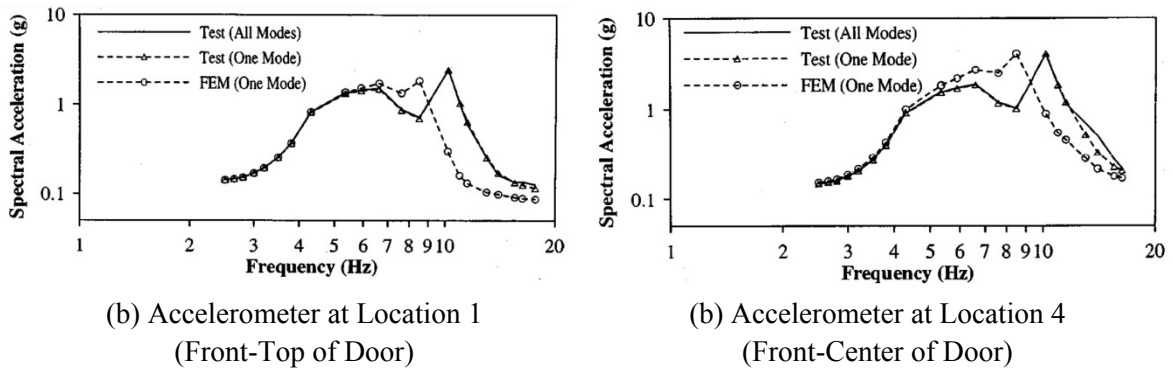 Spectral Acceleration (g)
10
1
0.1
Test (All Modes)
Test (One Mode)
FEM (One Mode)
1 2 3 4 5 6 7 8 9 10 20
Frequency (Hz)
(b) Accelerometer at Location 1
(Front-Top of Door)
Spectral Acceleration (g)
10
1
0.1
Test (All Modes)
Test (One Mode)
FEM (One Mode)
1 2 3 4 5 6 7 8 9 10 20
Frequency (Hz)
(b) Accelerometer at Location 4
(Front-Center of Door)